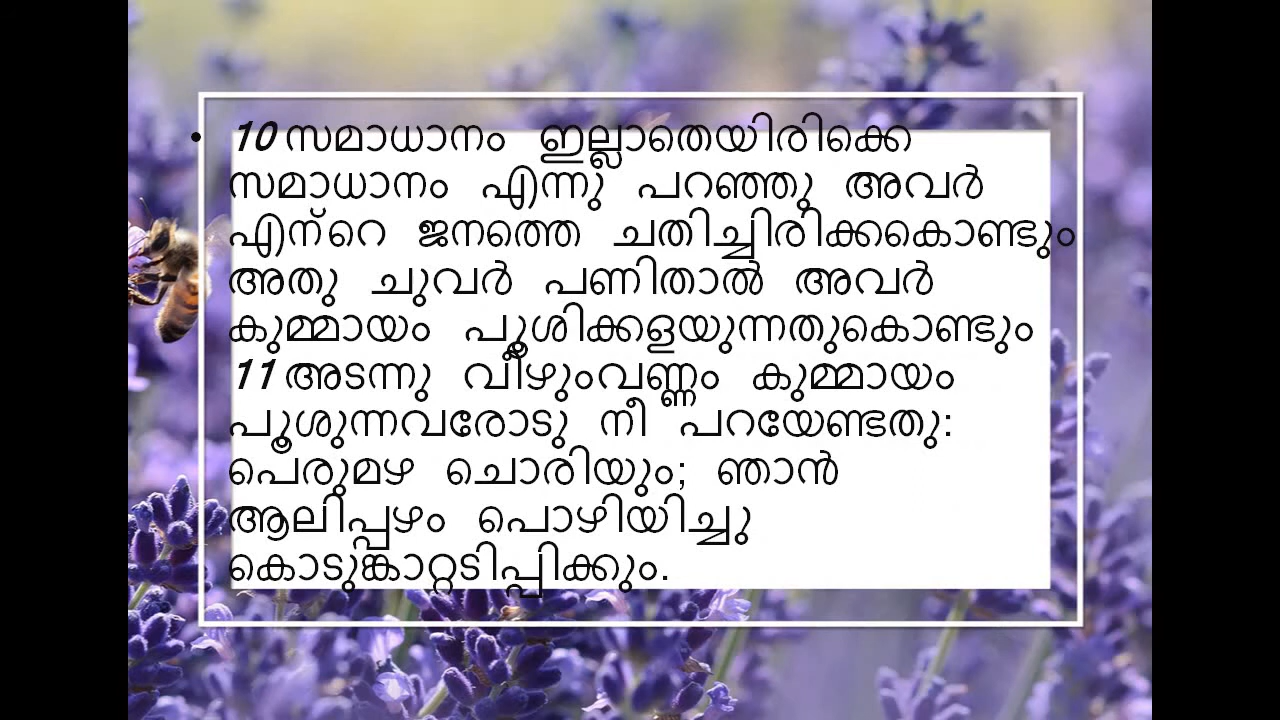 • 10 സമാധാനം ഇല്ലാതെയിരിക്കെ
സമാധാനം എന്നു പറഞ്ഞു അവർ
എന്റെ ജനത്തെ ചതിച്ചിരിക്കകൊണ്ടും
അതു ചുവർ പണിതാൽ അവർ
കുമ്മായം പൂശിക്കളയുന്നതുകൊണ്ടും
11 അടന്നു വീഴുംവണ്ണം കുമ്മായം
പൂശുന്നവരോടു നീ പറയേണ്ടതു:
പെരുമഴ ചൊരിയും; ഞാൻ
ആലിപ്പഴം പൊഴിയിച്ചു
കൊടുങ്കാറ്റടിപ്പിക്കും.